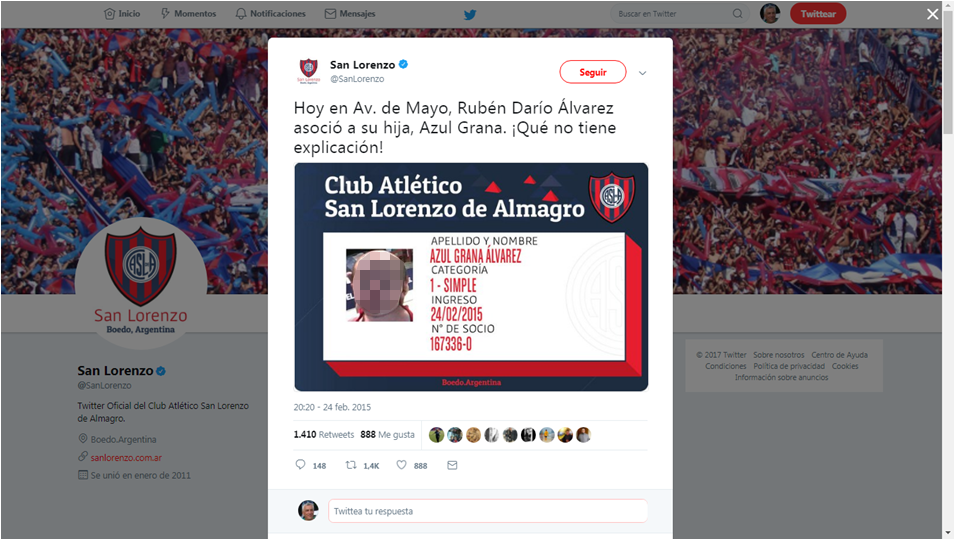 Inicio
Momentos
Notificaciones
Mensajes
Buscar en Twitter
Twittear
San Lorenzo
@SanLorenzo
Seguir
Hoy en Av. de Mayo, Rubén Darío Álvarez
asoció a su hija, Azul Grana. ¡Qué no tiene
explicación!
Club Atlético
San Lorenzo de Almagro
CASLA
APELLIDO Y NOMBRE
AZUL GRANA ÁLVAREZ
CATEGORÍA
1 - SIMPLE
INGRESO
24/02/2015
N° DE SOCIO
167336-0
Boedo.Argentina
20:20 - 24 feb. 2015
1.410 Retweets 888 Me gusta
148 1,4K 888
Twittea tu respuesta
CASLA
San Lorenzo
Boedo, Argentina
San Lorenzo
@SanLorenzo
Twitter Oficial del Club Atlético San Lorenzo
de Almagro.
Boedo.Argentina
sanlorenzo.com.ar
Se unió en enero de 2011
© 2017 Twitter Sobre nosotros Centro de Ayuda
Condiciones Política de privacidad Cookies
Información sobre anuncios